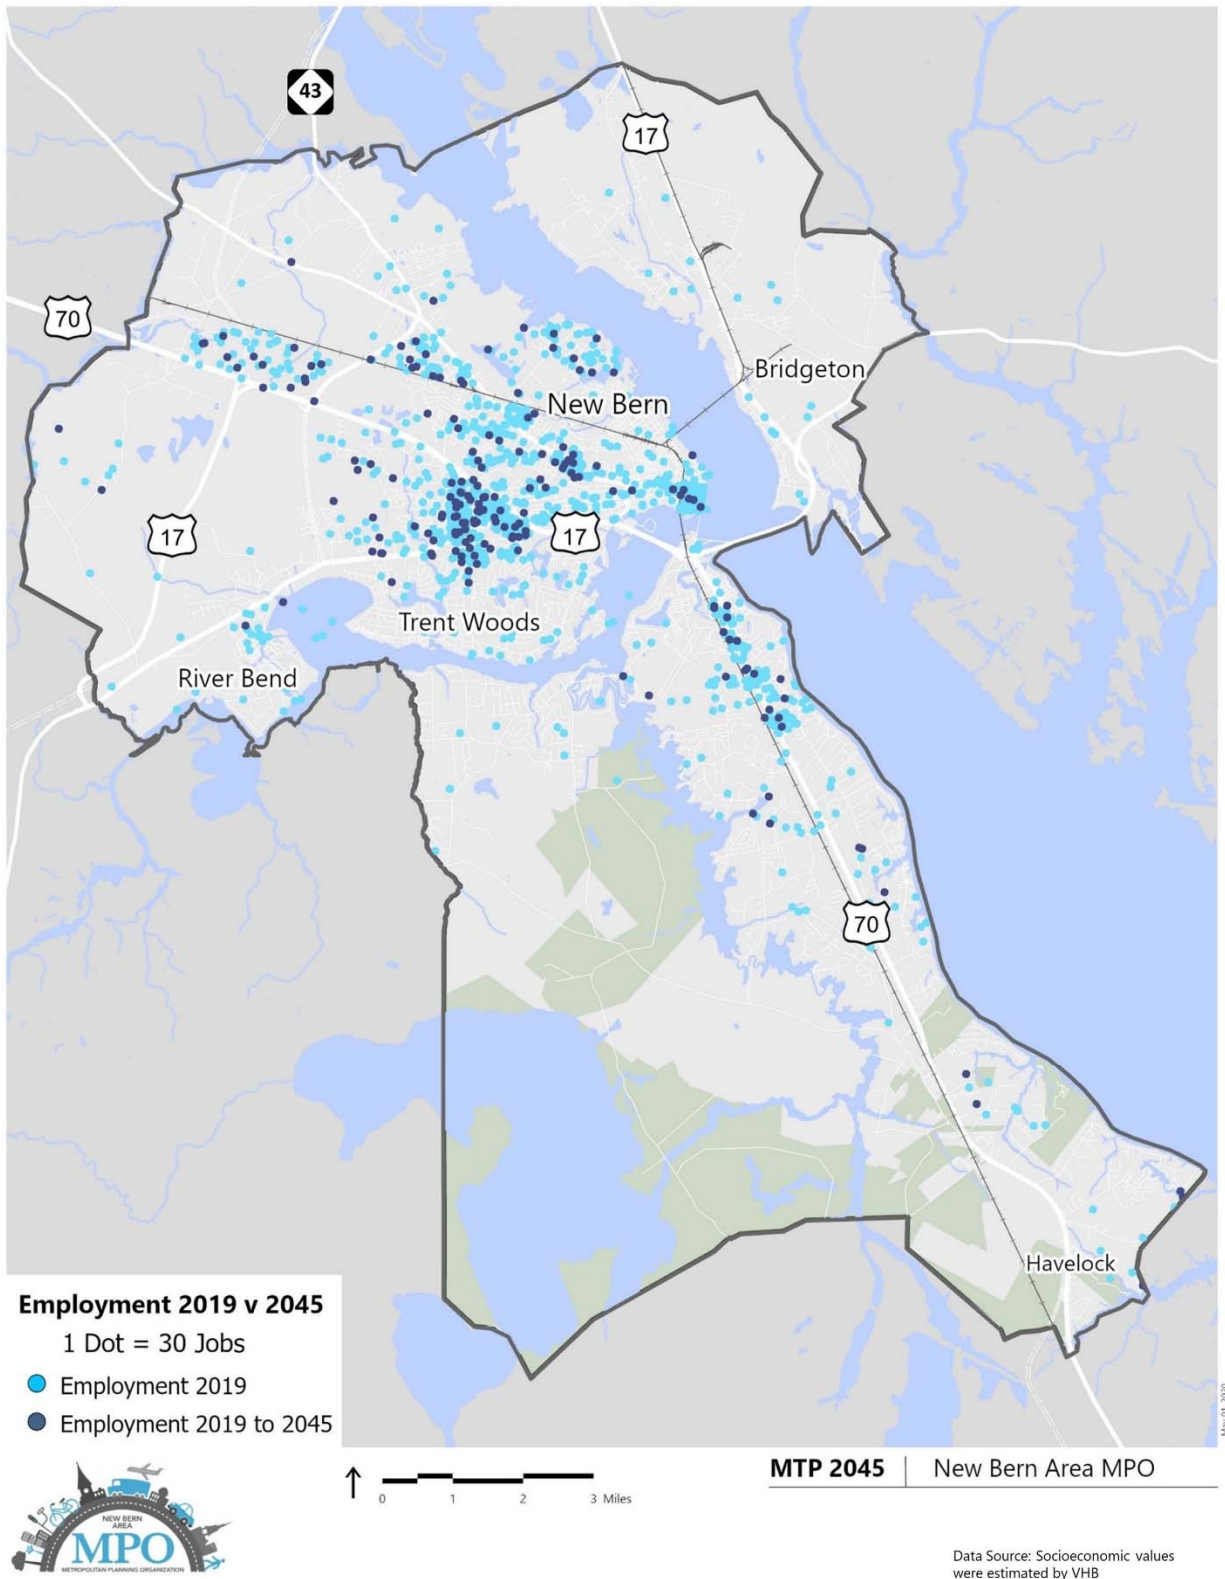 43
17
70
Bridgeton
New Bern
17
17
Trent Woods
River Bend
70
Havelock
Employment 2019 v 2045
1 Dot = 30 Jobs
Employment 2019
Employment 2019 to 2045
NEW BERN
AREA
MPO
METROPOLITAN PLANNING ORGANIZATION
0 1 2 3 Miles
MTP 2045 | New Bern Area MPO
Data Source: Socioeconomic values
were estimated by VHB